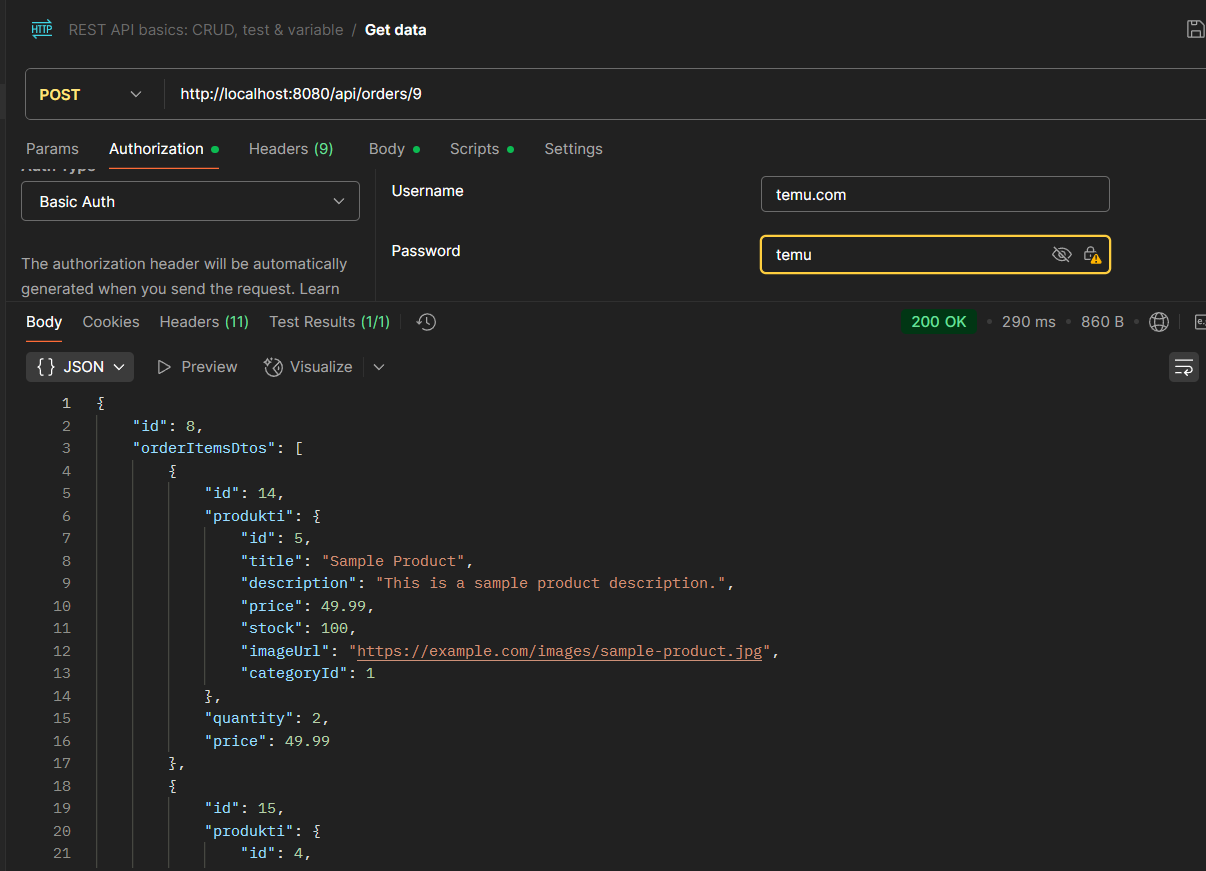 HTTP REST API basics: CRUD, test & variable / Get data
POST http://localhost:8080/api/orders/9
Params Authorization Headers (9) Body Scripts Settings
Auth Type
Basic Auth
Username temu.com
Password temu
The authorization header will be automatically
generated when you send the request. Learn
Body Cookies Headers (11) Test Results (1/1) 200 OK • 290 ms • 860 B •
{} JSON Preview Visualize
1 {
2 "id": 8,
3 "orderItemsDtos": [
4 {
5 "id": 14,
6 "produkti": {
7 "id": 5,
8 "title": "Sample Product",
9 "description": "This is a sample product description.",
10 "price": 49.99,
11 "stock": 100,
12 "imageUrl": "https://example.com/images/sample-product.jpg",
13 "categoryId": 1
14 },
15 "quantity": 2,
16 "price": 49.99
17 },
18 {
19 "id": 15,
20 "produkti": {
21 "id": 4,